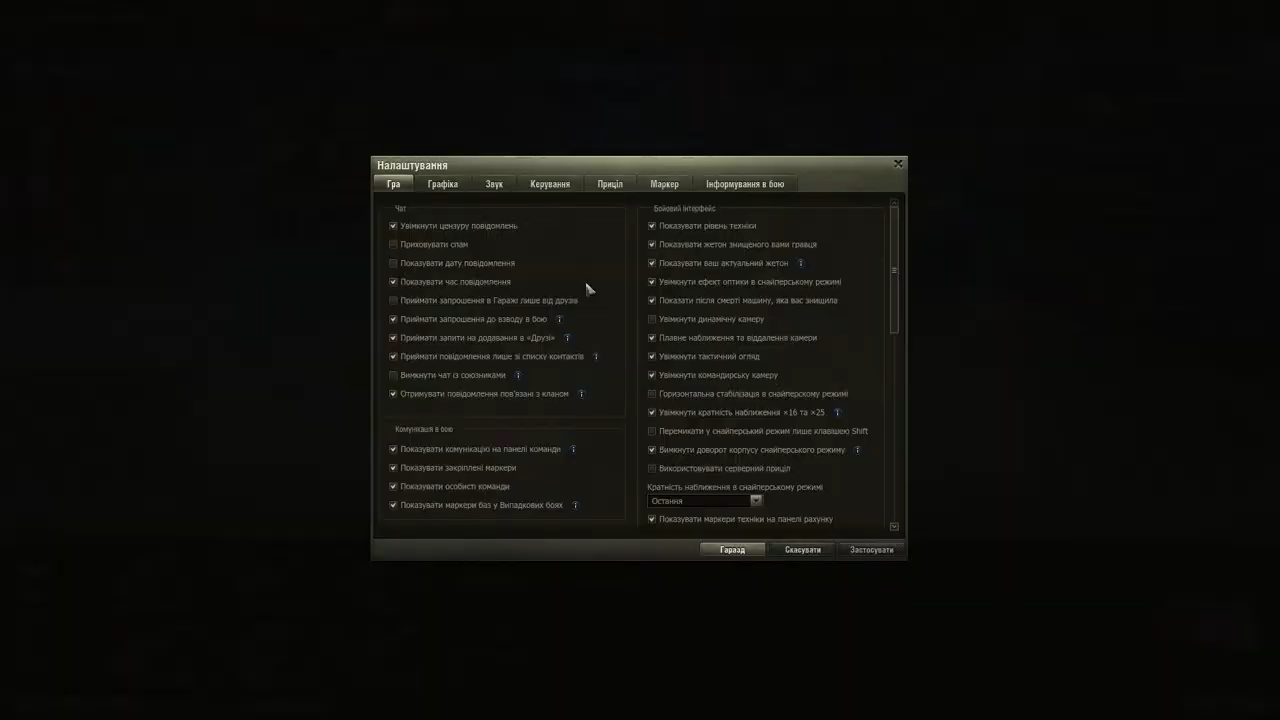 Налаштування
Гра
Графіка
Звук
Керування
Приціл
Маркер
Інформування в бою
Чат
Увімкнути цензуру повідомлень
Приховувати спам
Показувати дату повідомлення
Показувати час повідомлення
Приймати запрошення в Гаражі лише від друзів
Приймати запрошення до взводу в бою
Приймати запити на додавання в «Друзі»
Приймати повідомлення лише зі списку контактів
Вимкнути чат із союзниками
Отримувати повідомлення пов'язані з кланом
Комунікація в бою
Показувати комунікацію на панелі команди
Показувати закріплені маркери
Показувати особисті команди
Показувати маркери баз у Випадкових боях
Бойовий інтерфейс
Показувати рівень техніки
Показувати жетон знищеного вами гравця
Показувати ваш актуальний жетон
Увімкнути ефект оптики в снайперському режимі
Показати після смерті машину, яка вас знищила
Увімкнути динамічну камеру
Плавне наближення та віддалення камери
Увімкнути тактичний огляд
Увімкнути командирську камеру
Горизонтальна стабілізація в снайперскому режимі
Увімкнути кратність наближення ×16 та ×25
Перемикати у снайперський режим лише клавішею Shift
Вимкнути доворот корпусу снайперського режиму
Використовувати серверний приціл
Кратність наближення в снайперському режимі
Остання
Показувати маркери техніки на панелі рахунку
Гаразд
Скасувати
Застосувати